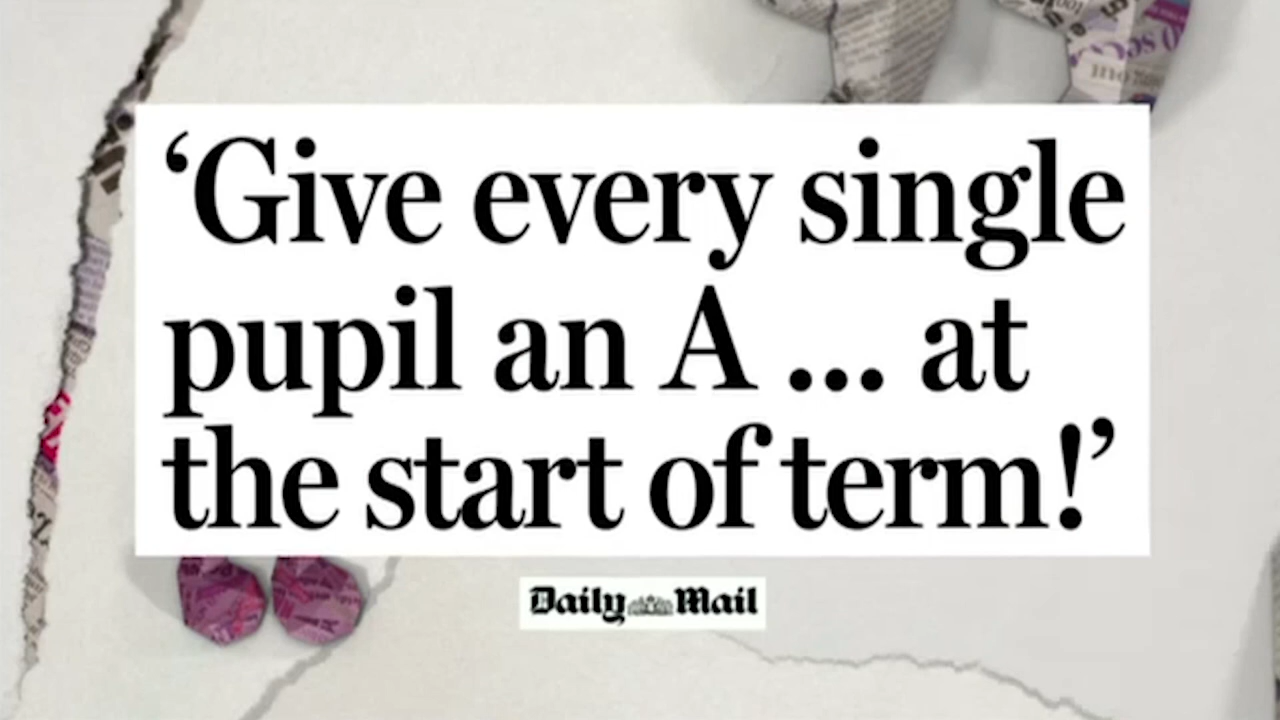 ‘Give every single
pupil an A ... at
the start of term!’
Daily Mail